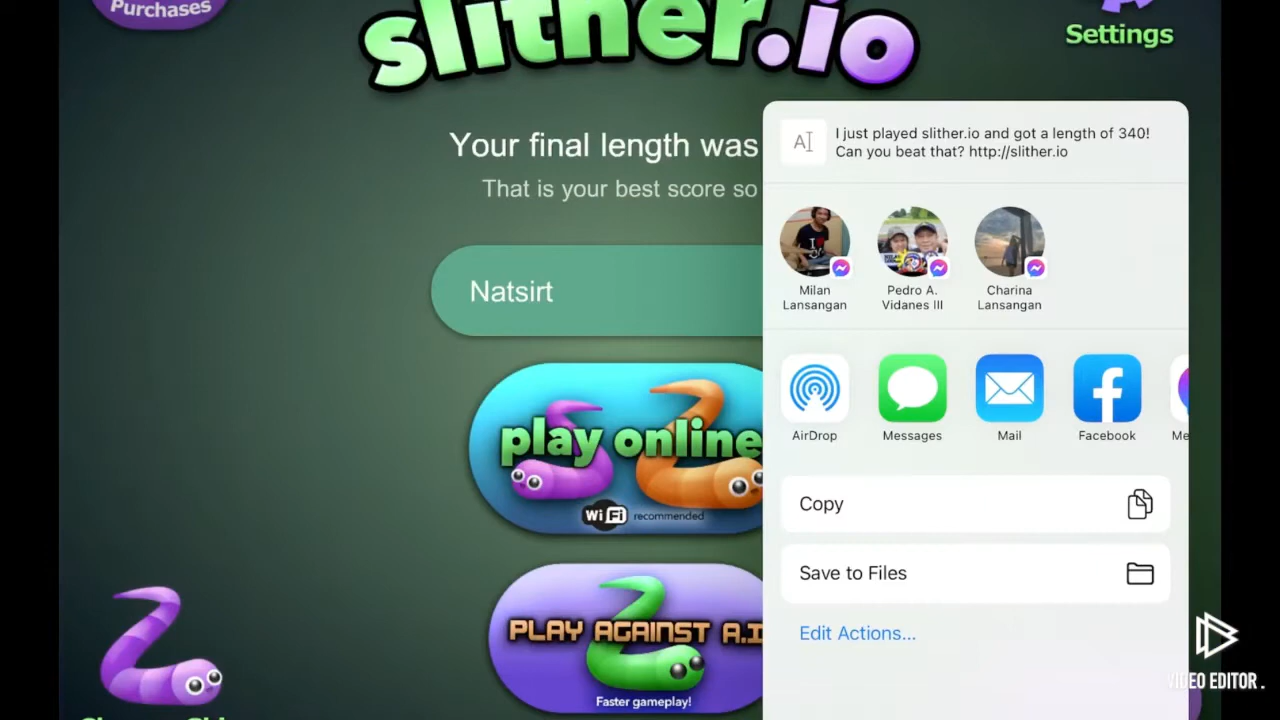 Purchases
slither.io
Settings
Your final length was
That is your best score so
Natsirt
play online
WiFi recommended
PLAY AGAINST A.I
Faster gameplay!
AI
I just played slither.io and got a length of 340!
Can you beat that? http://slither.io
Milan
Lansangan
Pedro A.
Vidanes III
Charina
Lansangan
AirDrop
Messages
Mail
Facebook
Me
Copy
Save to Files
Edit Actions...
VIDEO EDITOR.